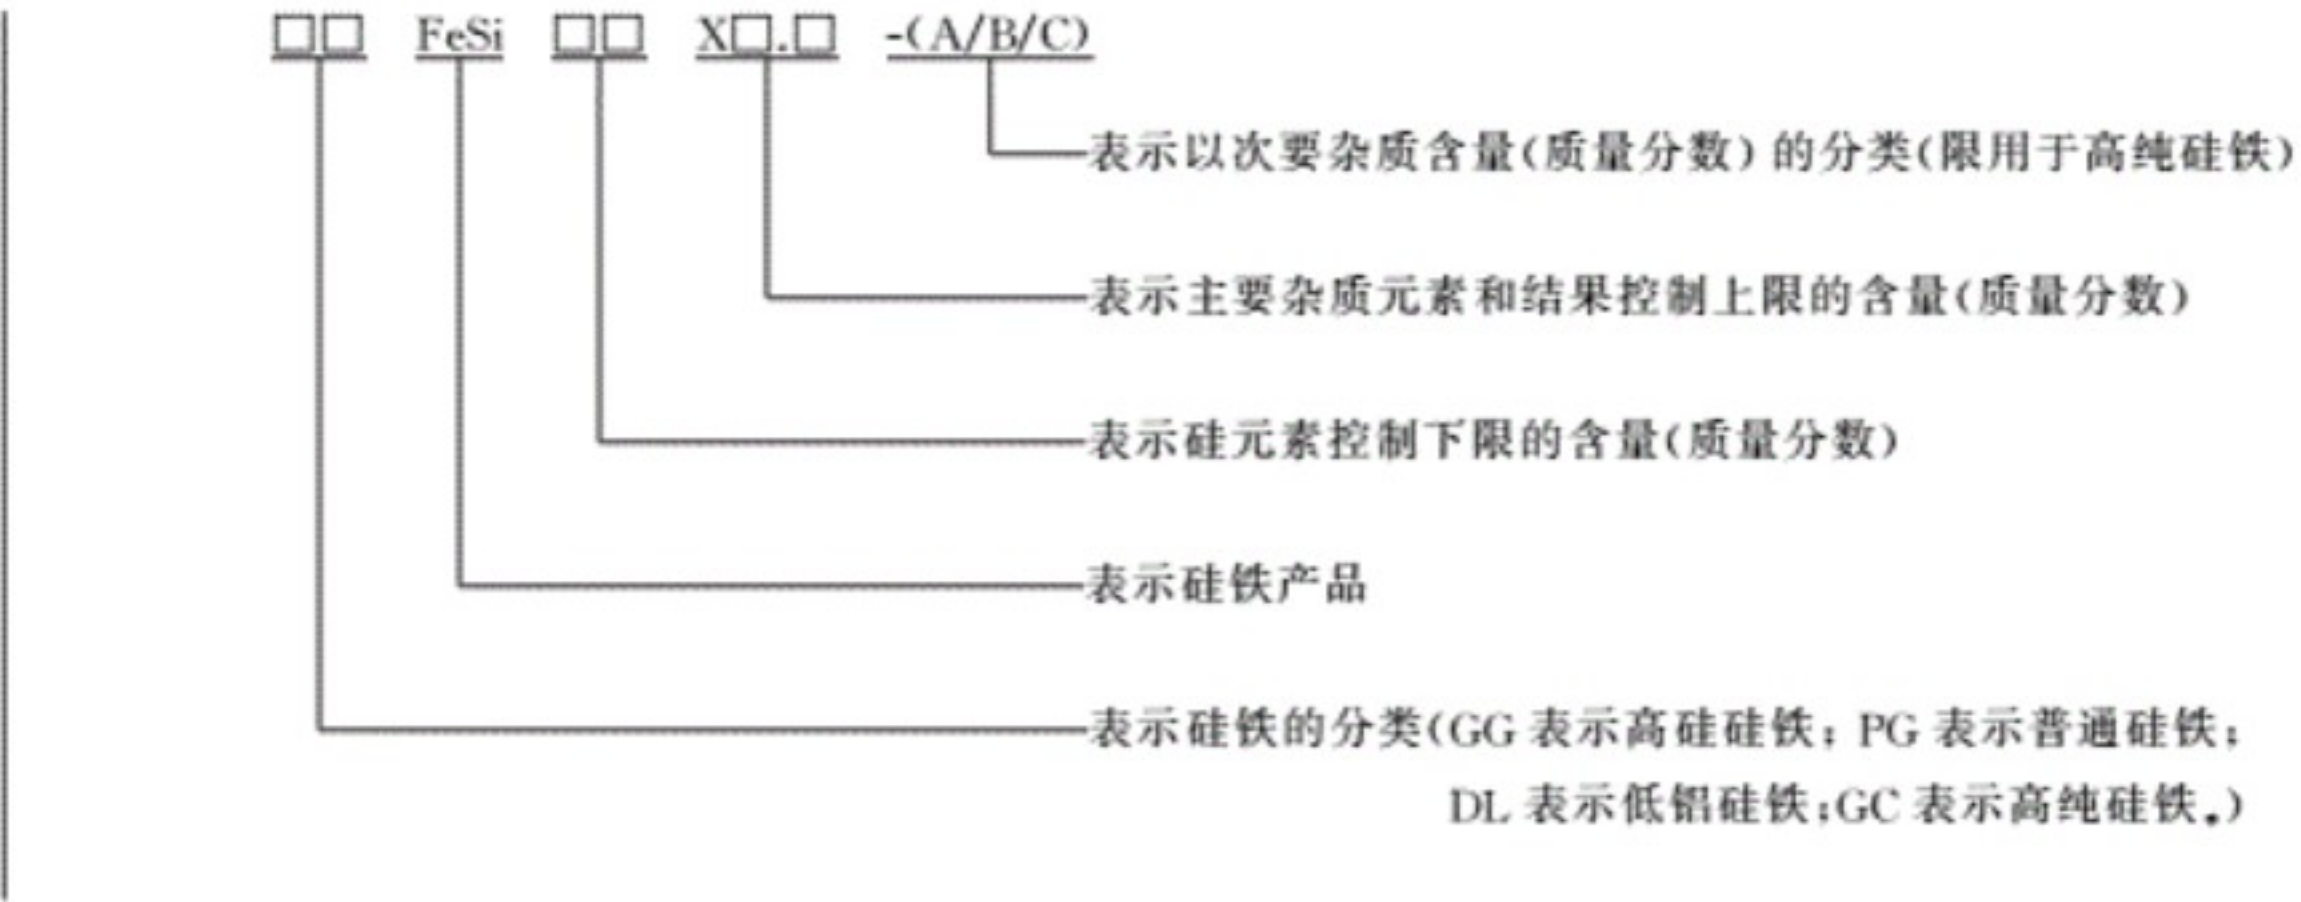 □□ FeSi □□ X□.□ -(A/B/C)
表示以次要杂质含量(质量分数)的分类(限用于高纯硅铁)
表示主要杂质元素和结果控制上限的含量(质量分数)
表示硅元素控制下限的含量(质量分数)
表示硅铁产品
表示硅铁的分类(GG 表示高硅硅铁；PG 表示普通硅铁；
DL 表示低铝硅铁；GC 表示高纯硅铁。)